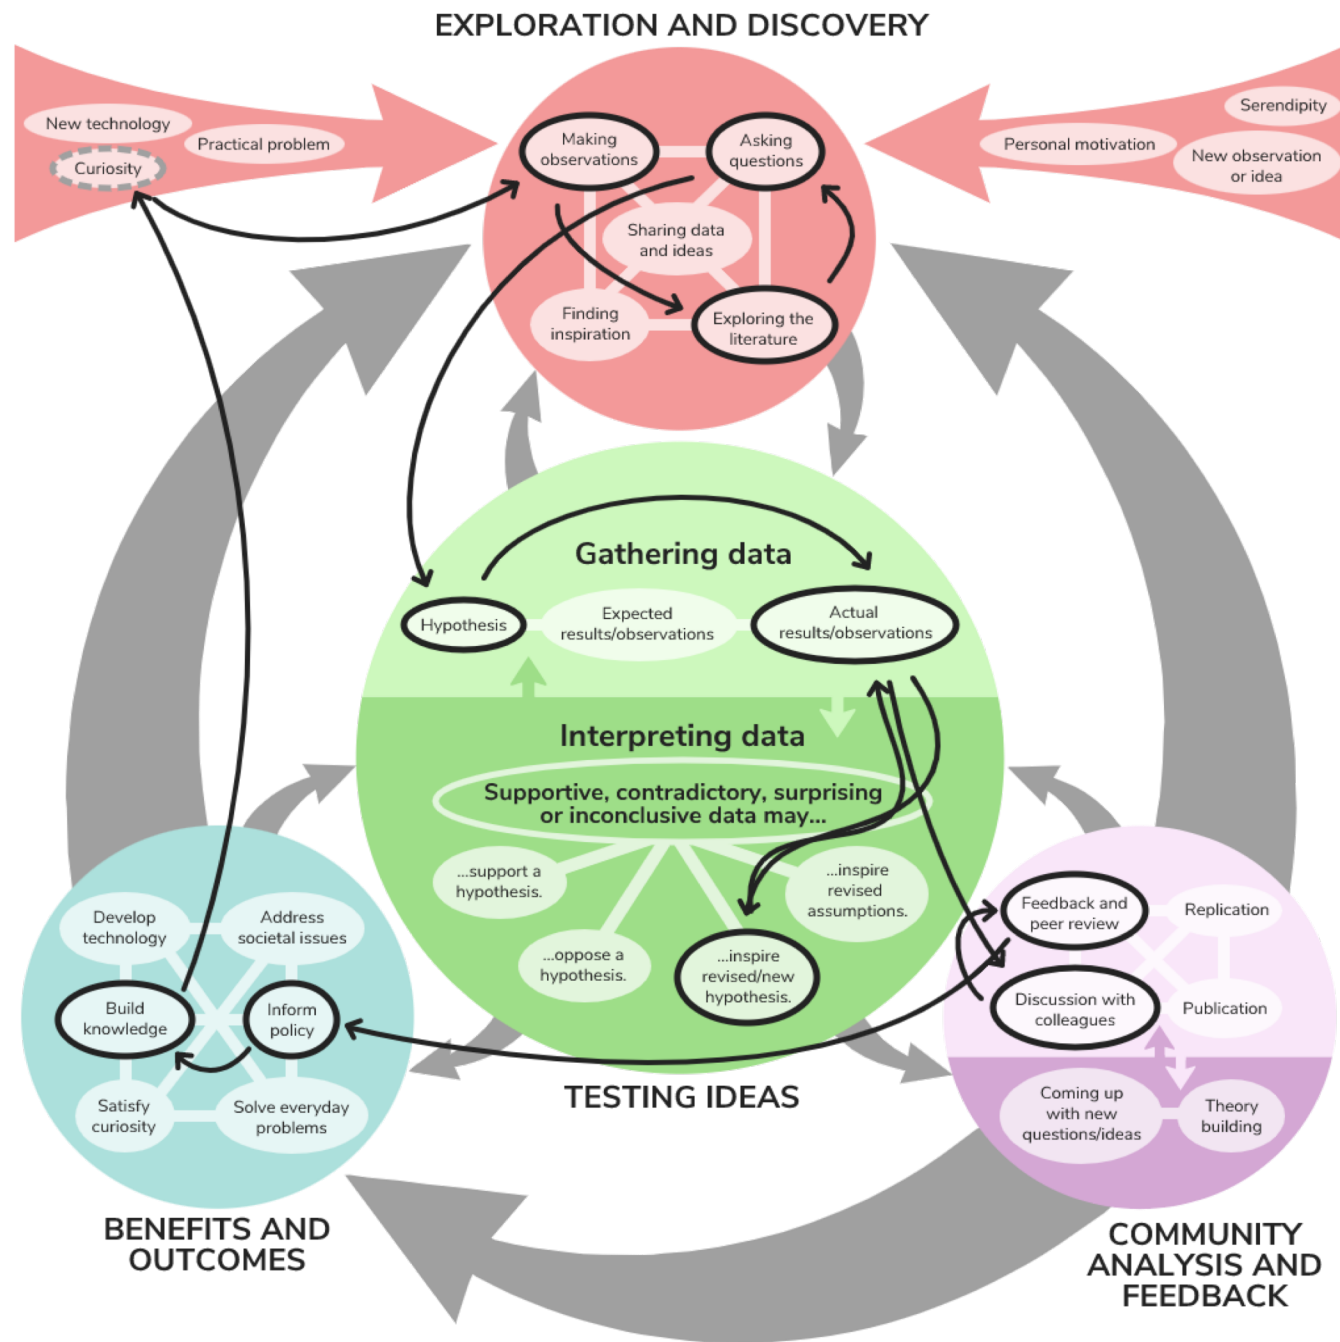 EXPLORATION AND DISCOVERY
New technology
Practical problem
Curiosity
Serendipity
Personal motivation
New observation
or idea
Making
observations
Asking
questions
Sharing data
and ideas
Finding
inspiration
Exploring the
literature
Gathering data
Hypothesis
Expected
results/observations
Actual
results/observations
Interpreting data
Supportive, contradictory, surprising
or inconclusive data may...
...support a
hypothesis.
...oppose a
hypothesis.
...inspire
revised/new
hypothesis.
...inspire
revised
assumptions.
TESTING IDEAS
Develop
technology
Address
societal issues
Build
knowledge
Inform
policy
Satisfy
curiosity
Solve everyday
problems
BENEFITS AND
OUTCOMES
Feedback and
peer review
Replication
Discussion with
colleagues
Publication
Coming up
with new
questions/ideas
Theory
building
COMMUNITY
ANALYSIS AND
FEEDBACK